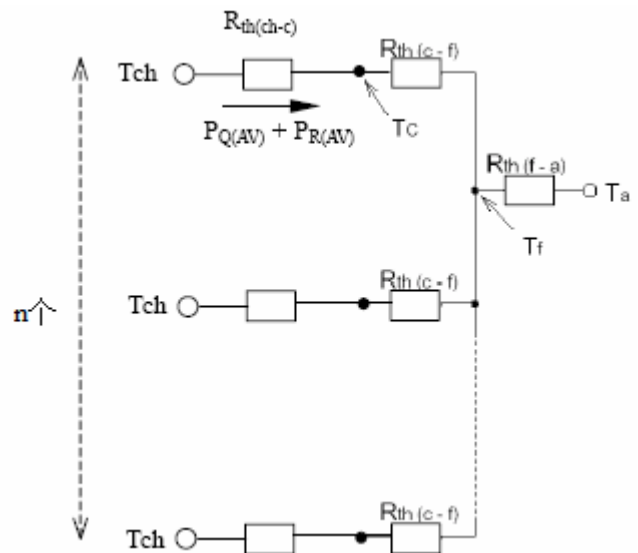 Rth(ch-c)
Rth (c - f)
Tch
PQ(AV) + PR(AV)
TC
Rth (f - a)
Ta
Tf
Rth (c - f)
Tch
n个
Rth (c - f)
Tch